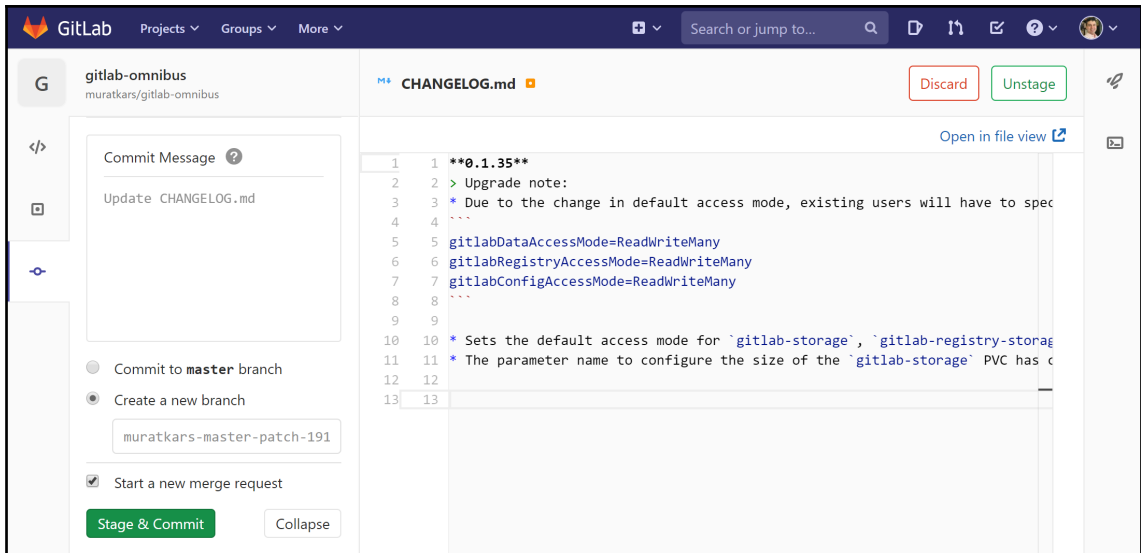 GitLab Projects Groups More Search or jump to...
G
gitlab-omnibus
muratkars/gitlab-omnibus
Commit Message
Update CHANGELOG.md
Commit to master branch
Create a new branch
muratkars-master-patch-191
Start a new merge request
Stage & Commit Collapse
CHANGELOG.md Discard Unstage
Open in file view
1 1 **0.1.35**
2 2 > Upgrade note:
3 3 * Due to the change in default access mode, existing users will have to spec
4 4 ```
5 5 gitlabDataAccessMode=ReadWriteMany
6 6 gitlabRegistryAccessMode=ReadWriteMany
7 7 gitlabConfigAccessMode=ReadWriteMany
8 8 ```
9 9
10 10 * Sets the default access mode for `gitlab-storage`, `gitlab-registry-storag
11 11 * The parameter name to configure the size of the `gitlab-storage` PVC has c
12 12
13 13